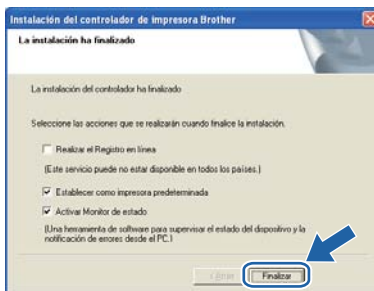 Instalación del controlador de impresora Brother
La instalación ha finalizado
La instalación del controlador ha finalizado
Seleccione las acciones que se realizarán cuando finalice la instalación.
Realizar el Registro en línea
(Este servicio puede no estar disponible en todos los países.)
Establecer como impresora predeterminada
Activar Monitor de estado
(Una herramienta de software para supervisar el estado del dispositivo y la
notificación de errores desde el PC.)
Finalizar